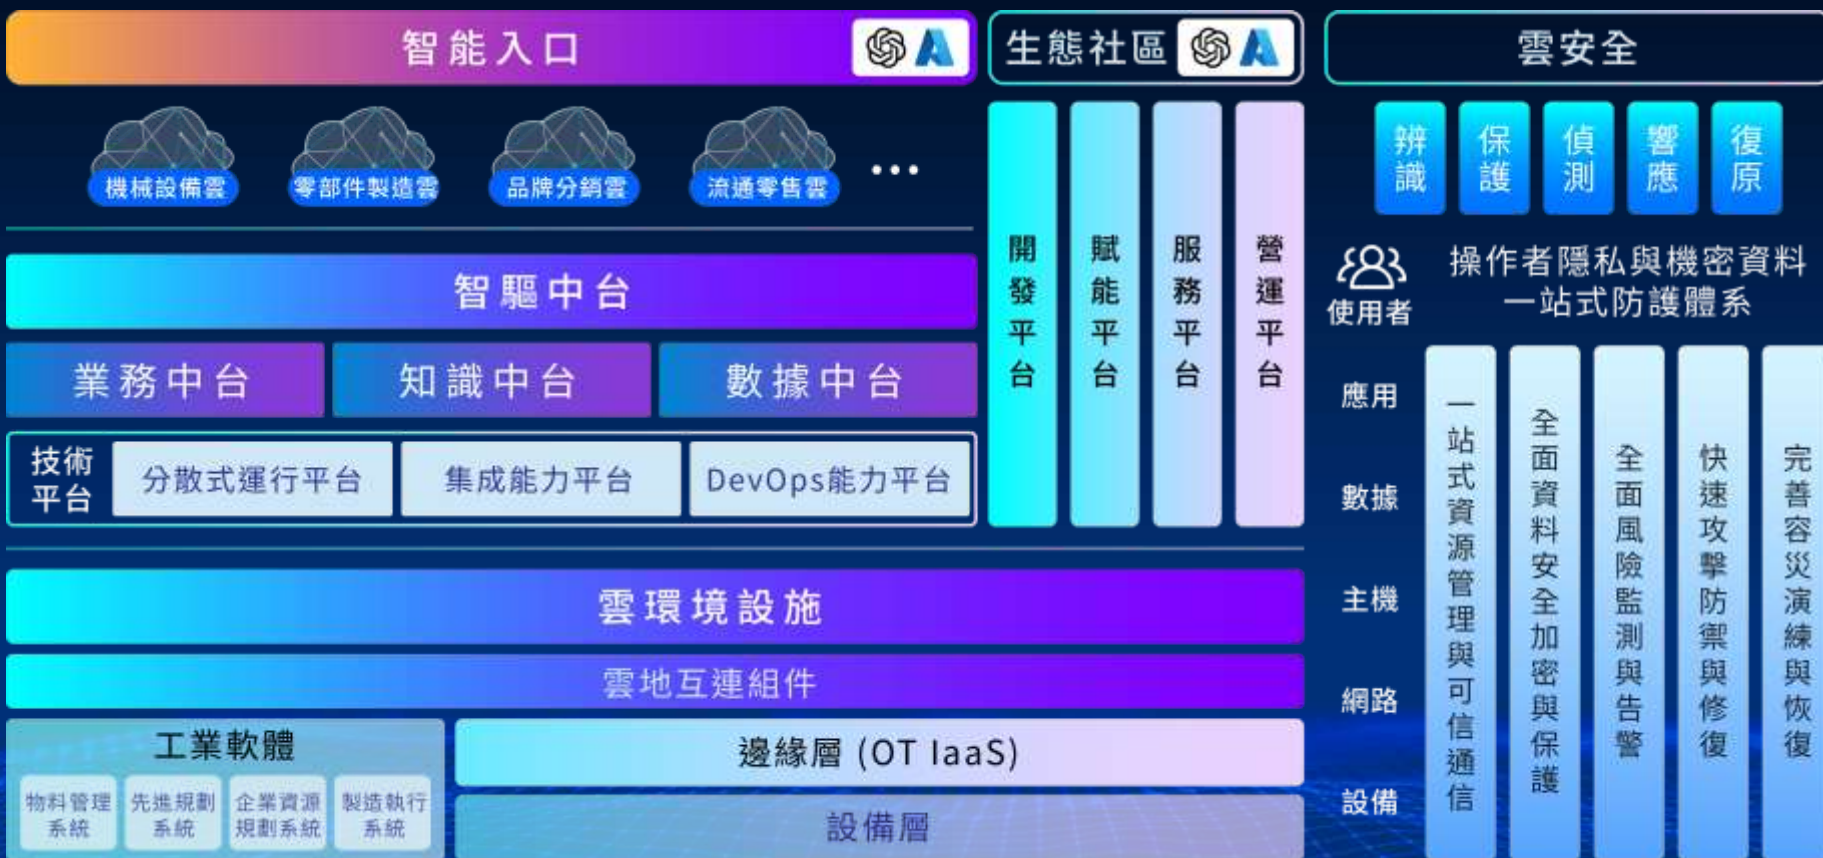 智能入口
機械設備雲
零部件製造雲
品牌分銷雲
流通零售雲
...
智驅中台
業務中台
知識中台
數據中台
技術
平台
分散式運行平台
集成能力平台
DevOps能力平台
生態社區
開發平台
賦能平台
服務平台
營運平台
雲環境設施
雲地互連組件
工業軟體
物料管理
系統
先進規劃
系統
企業資源
規劃系統
製造執行
系統
邊緣層 (OT IaaS)
設備層
雲安全
辨識
保護
偵測
響應
復原
使用者
操作者隱私與機密資料
一站式防護體系
應用
數據
主機
網路
設備
一站式資源管理與可信通信
全面資料安全加密與保護
全面風險監測與告警
快速攻擊防禦與修復
完善容災演練與恢復